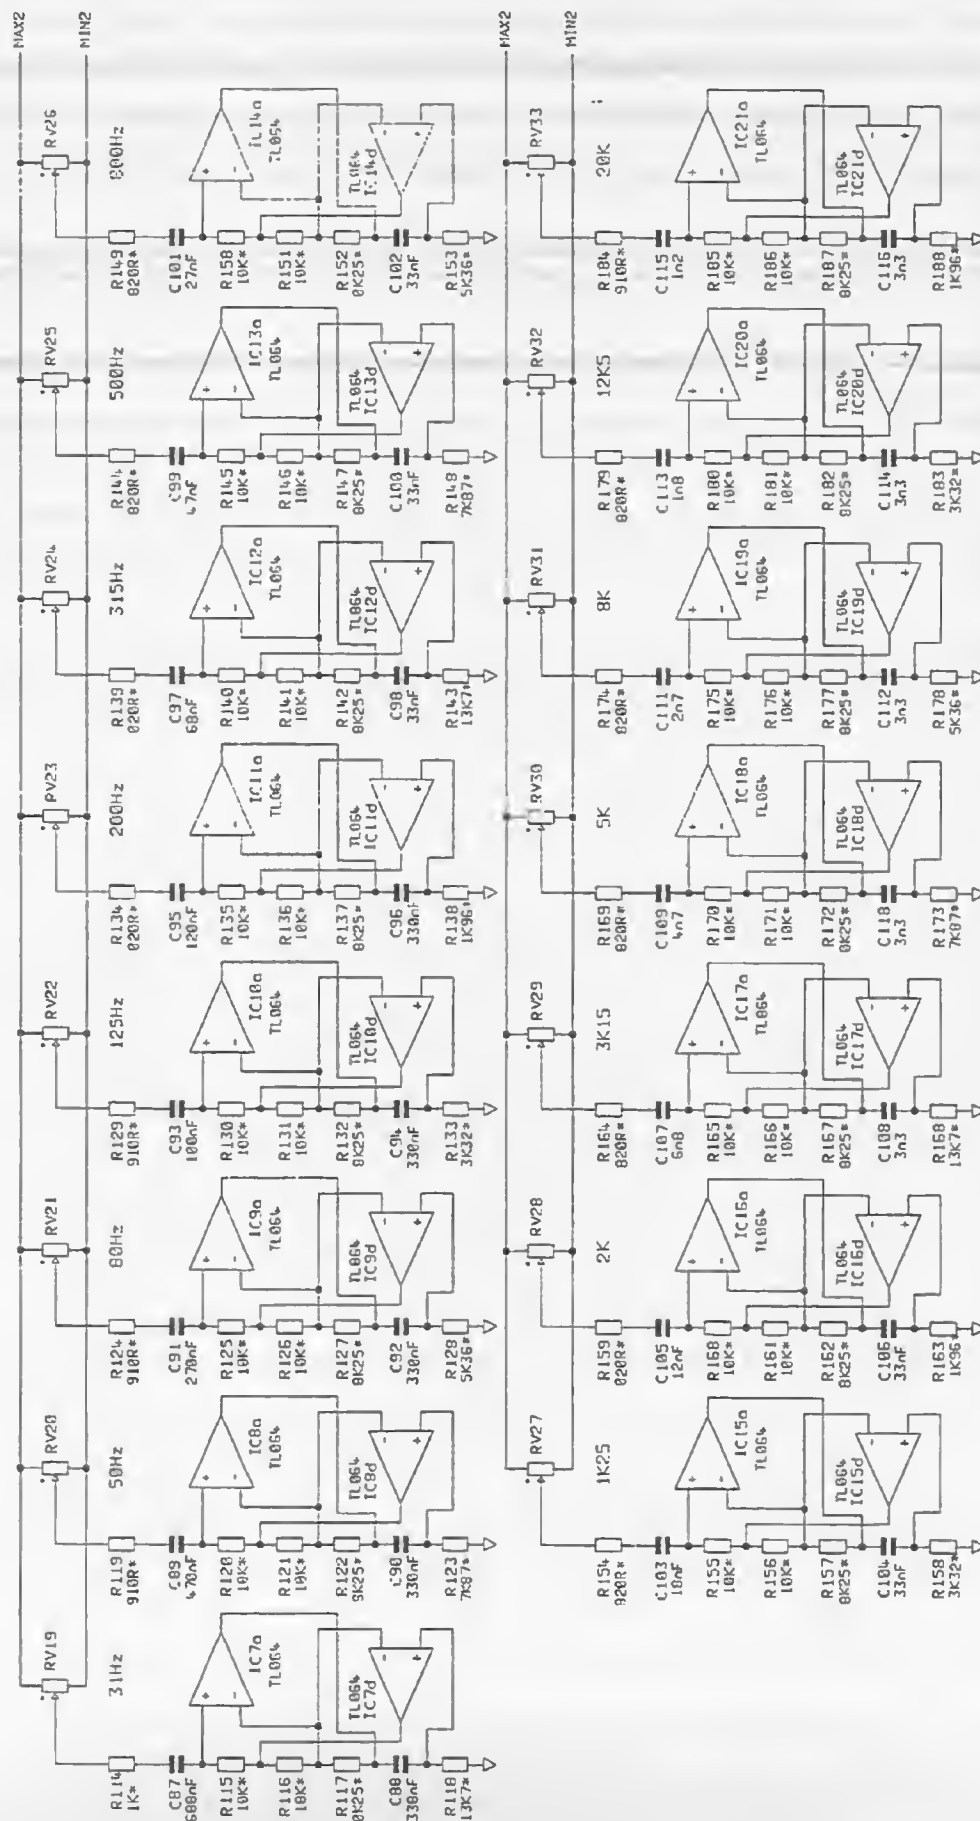 MAX2
MIN2
RV19
31Hz
R114
1K*
C87
680nF
R115
10K*
R116
10K*
R117
8K25*
C88
330nF
R118
13K7*
IC7a
TL064
TL064
IC7d
+
-
-
+
RV20
50Hz
R119
910R*
C89
470nF
R120
10K*
R121
10K*
R122
8K25*
C90
330nF
R123
7K87*
IC8a
TL064
TL064
IC8d
+
-
-
+
RV21
80Hz
R124
910R*
C91
270nF
R125
10K*
R126
10K*
R127
8K25*
C92
330nF
R128
5K36*
IC9a
TL064
TL064
IC9d
+
-
-
+
RV22
125Hz
R129
910R*
C93
100nF
R130
10K*
R131
10K*
R132
8K25*
C94
330nF
R133
3K32*
IC10a
TL064
TL064
IC10d
+
-
-
+
RV23
200Hz
R134
820R*
C95
120nF
R135
10K*
R136
10K*
R137
8K25*
C96
330nF
R138
1K96*
IC11a
TL064
TL064
IC11d
+
-
-
+
RV24
315Hz
R139
820R*
C97
68nF
R140
10K*
R141
10K*
R142
8K25*
C98
33nF
R143
13K7*
IC12a
TL064
TL064
IC12d
+
-
-
+
RV25
500Hz
R144
820R*
C99
47nF
R145
10K*
R146
10K*
R147
8K25*
C100
33nF
R148
7K87*
IC13a
TL064
TL064
IC13d
+
-
-
+
RV26
800Hz
R149
820R*
C101
27nF
R150
10K*
R151
10K*
R152
8K25*
C102
33nF
R153
5K36*
IC14a
TL064
TL064
IC14d
+
-
-
+
MAX2
MIN2
RV27
1K25
R154
820R*
C103
18nF
R155
10K*
R156
10K*
R157
8K25*
C104
33nF
R158
3K32*
IC15a
TL064
TL064
IC15d
+
-
-
+
RV28
2K
R159
820R*
C105
12nF
R160
10K*
R161
10K*
R162
8K25*
C106
33nF
R163
1K96*
IC16a
TL064
TL064
IC16d
+
-
-
+
RV29
3K15
R164
820R*
C107
6n8
R165
10K*
R166
10K*
R167
8K25*
C108
3n3
R168
13K7*
IC17a
TL064
TL064
IC17d
+
-
-
+
RV30
5K
R169
820R*
C109
4n7
R170
10K*
R171
10K*
R172
8K25*
C110
3n3
R173
7K87*
IC18a
TL064
TL064
IC18d
+
-
-
+
RV31
8K
R174
820R*
C111
2n7
R175
10K*
R176
10K*
R177
8K25*
C112
3n3
R178
5K36*
IC19a
TL064
TL064
IC19d
+
-
-
+
RV32
12K5
R179
820R*
C113
1n8
R180
10K*
R181
10K*
R182
8K25*
C114
3n3
R183
3K32*
IC20a
TL064
TL064
IC20d
+
-
-
+
RV33
20K
R184
910R*
C115
1n2
R185
10K*
R186
10K*
R187
8K25*
C116
3n3
R188
1K96*
IC21a
TL064
TL064
IC21d
+
-
-
+